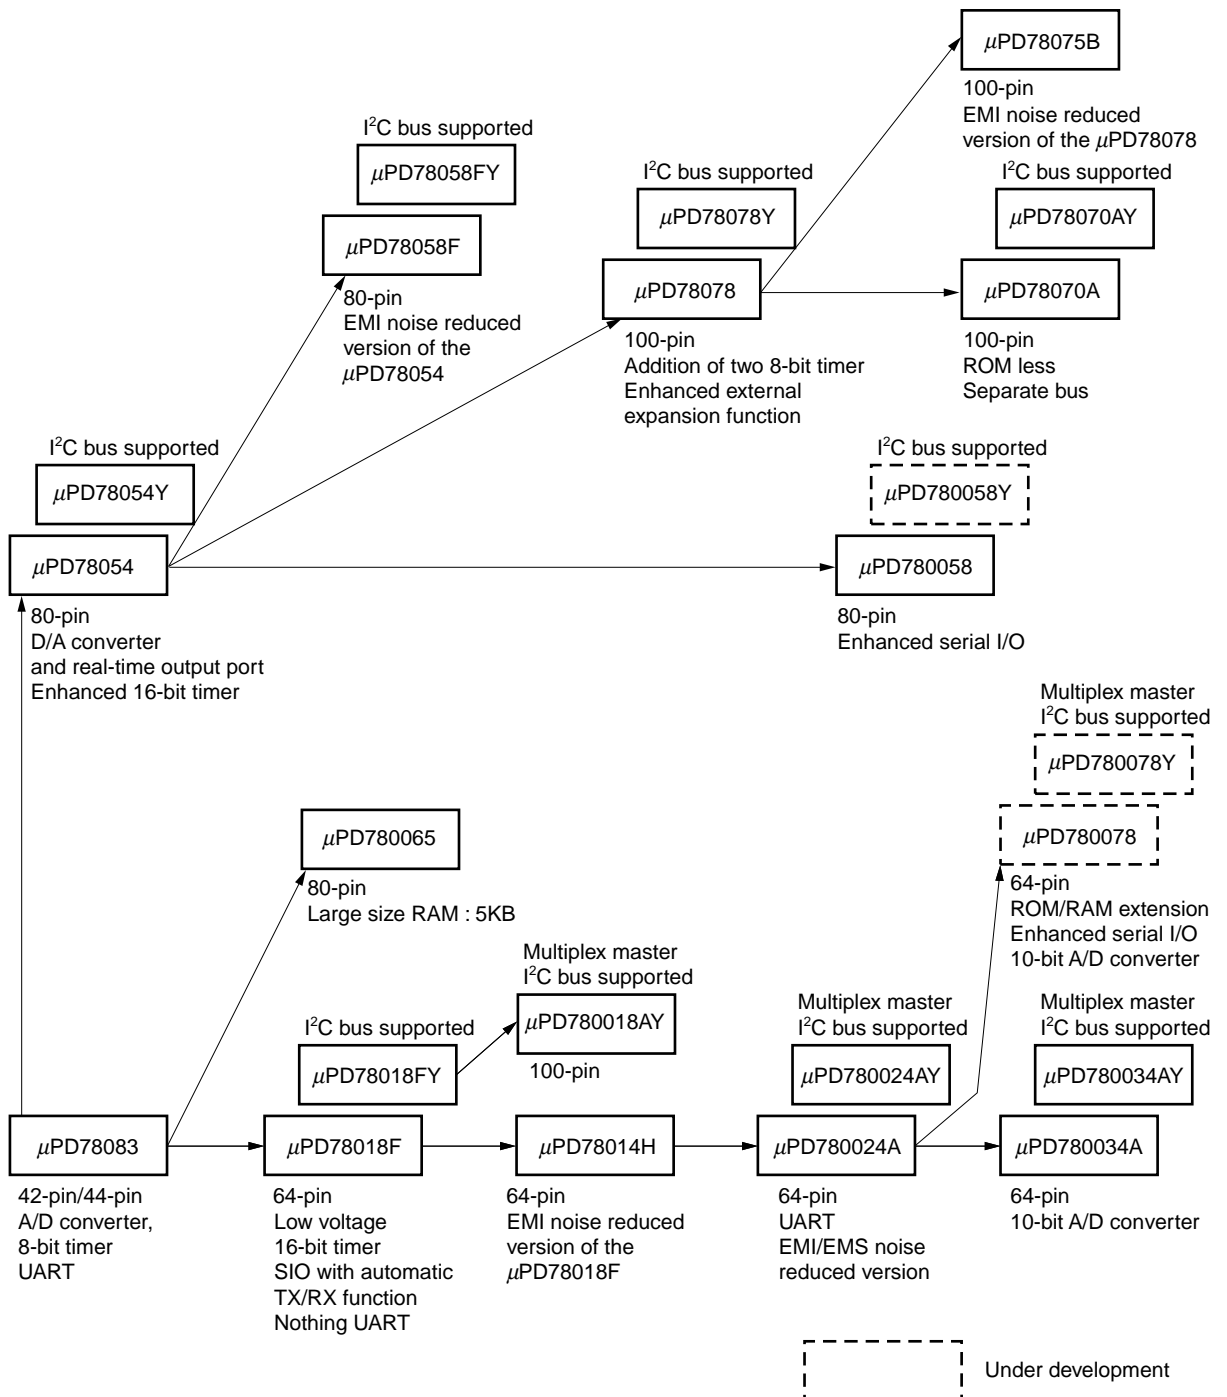 μPD78075B
100-pin
EMI noise reduced
version of the μPD78078
I²C bus supported
μPD78058FY
μPD78058F
80-pin
EMI noise reduced
version of the
μPD78054
I²C bus supported
μPD78078Y
μPD78078
100-pin
Addition of two 8-bit timer
Enhanced external
expansion function
I²C bus supported
μPD78070AY
μPD78070A
100-pin
ROM less
Separate bus
I²C bus supported
μPD78054Y
μPD78054
80-pin
D/A converter
and real-time output port
Enhanced 16-bit timer
I²C bus supported
μPD780058Y
μPD780058
80-pin
Enhanced serial I/O
Multiplex master
I²C bus supported
μPD780078Y
μPD780078
64-pin
ROM/RAM extension
Enhanced serial I/O
10-bit A/D converter
μPD780065
80-pin
Large size RAM : 5KB
Multiplex master
I²C bus supported
μPD780018AY
100-pin
I²C bus supported
μPD78018FY
Multiplex master
I²C bus supported
μPD780024AY
Multiplex master
I²C bus supported
μPD780034AY
μPD78083
42-pin/44-pin
A/D converter,
8-bit timer
UART
μPD78018F
64-pin
Low voltage
16-bit timer
SIO with automatic
TX/RX function
Nothing UART
μPD78014H
64-pin
EMI noise reduced
version of the
μPD78018F
μPD780024A
64-pin
UART
EMI/EMS noise
reduced version
μPD780034A
64-pin
10-bit A/D converter
Under development